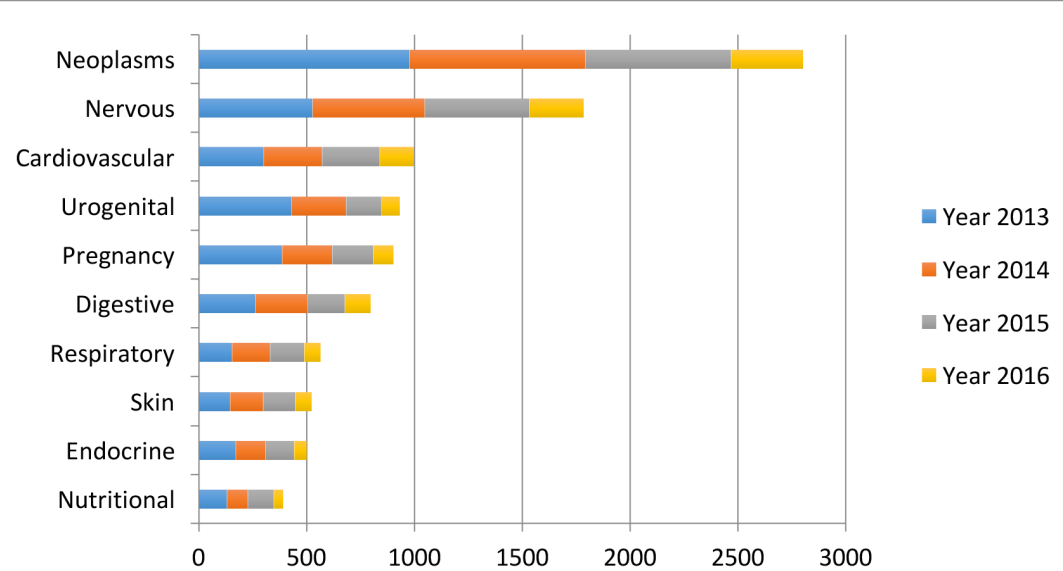 Neoplasms
Nervous
Cardiovascular
Urogenital
Pregnancy
Digestive
Respiratory
Skin
Endocrine
Nutritional
0 500 1000 1500 2000 2500 3000
Year 2013
Year 2014
Year 2015
Year 2016